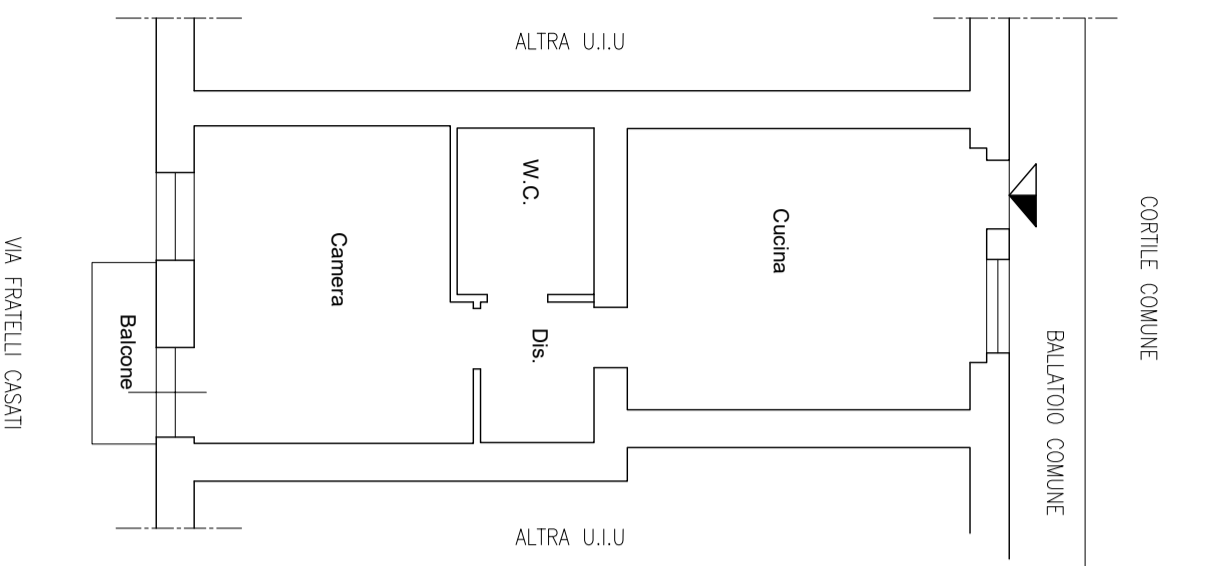 ALTRA U.I.U
W.C.
Cucina
Camera
Dis.
Balcone
VIA FRATELLI CASATI
CORTILE COMUNE
BALLATOIO COMUNE
ALTRA U.I.U